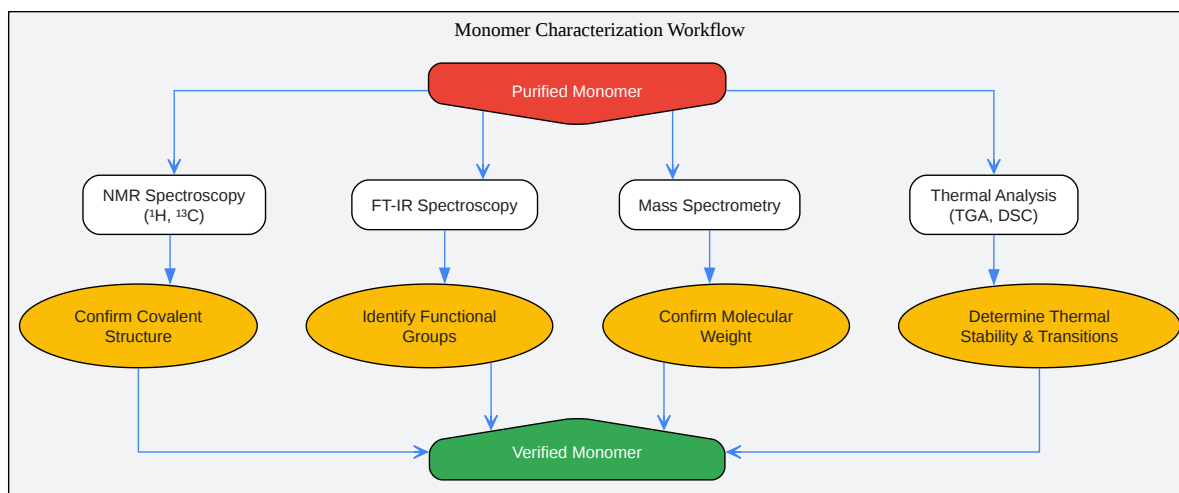 Monomer Characterization Workflow
Purified Monomer
NMR Spectroscopy
(¹H, ¹³C)
FT-IR Spectroscopy
Mass Spectrometry
Thermal Analysis
(TGA, DSC)
Confirm Covalent
Structure
Identify Functional
Groups
Confirm Molecular
Weight
Determine Thermal
Stability & Transitions
Verified Monomer